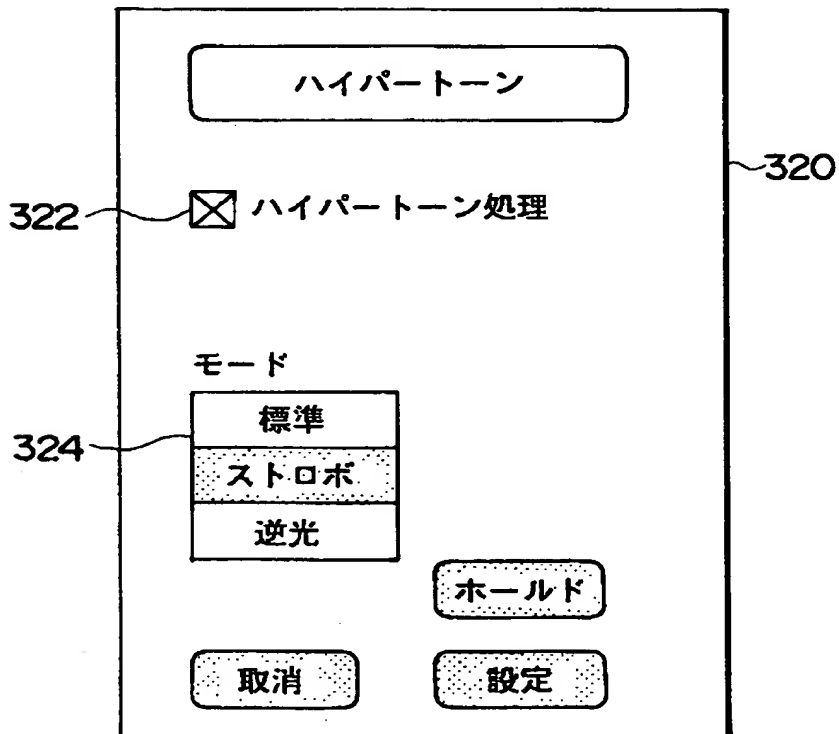 ハイパートーン
320
322
ハイパートーン処理
モード
324
標準
ストロボ
逆光
ホールド
取消
設定